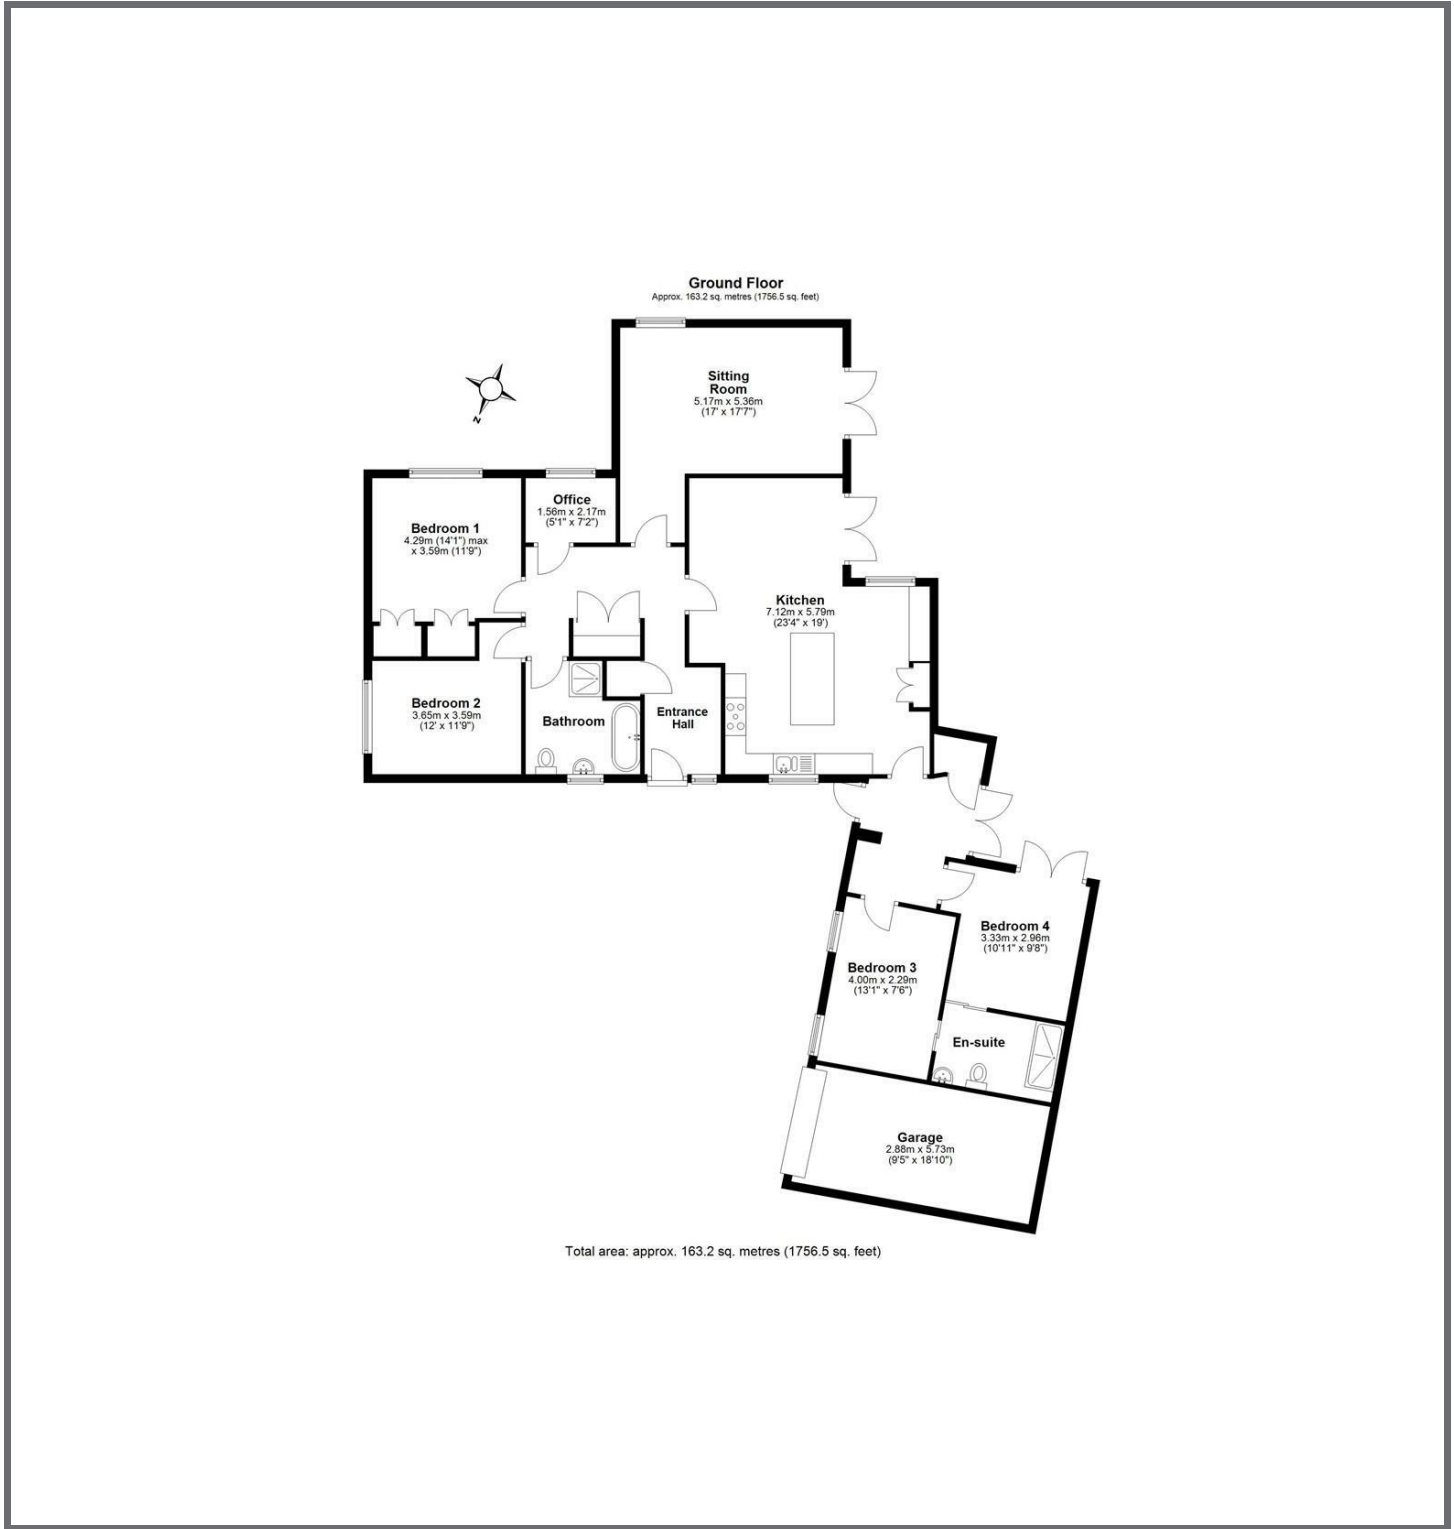 Ground Floor
Approx. 163.2 sq. metres (1756.5 sq. feet)
Sitting
Room
5.17m x 5.36m
(17' x 17'7")
N
Office
1.56m x 2.17m
(5'1" x 7'2")
Bedroom 1
4.29m (14'1") max
x 3.59m (11'9")
Kitchen
7.12m x 5.79m
(23'4" x 19')
Bedroom 2
3.65m x 3.59m
(12' x 11'9")
Bathroom
Entrance
Hall
Bedroom 4
3.33m x 2.96m
(10'11" x 9'8")
Bedroom 3
4.00m x 2.29m
(13'1" x 7'6")
En-suite
Garage
2.88m x 5.73m
(9'5" x 18'10")
Total area: approx. 163.2 sq. metres (1756.5 sq. feet)